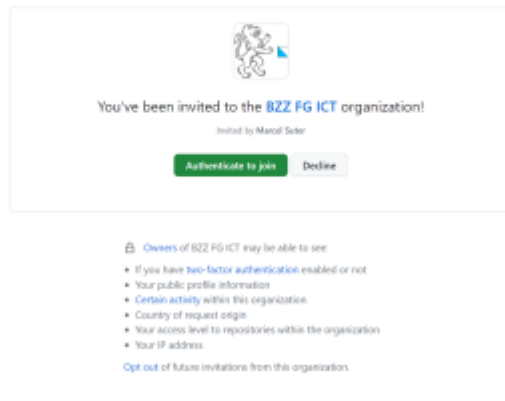 You've been invited to the BZZ FG ICT organization!
Invited by Marcel Suter
Authenticate to join
Decline
Owners of BZZ FG ICT may be able to see:
If you have two-factor authentication enabled or not
Your public profile information
Certain activity within this organization
Country of request origin
Your access level to repositories within the organization
Your IP address
Opt out of future invitations from this organization.